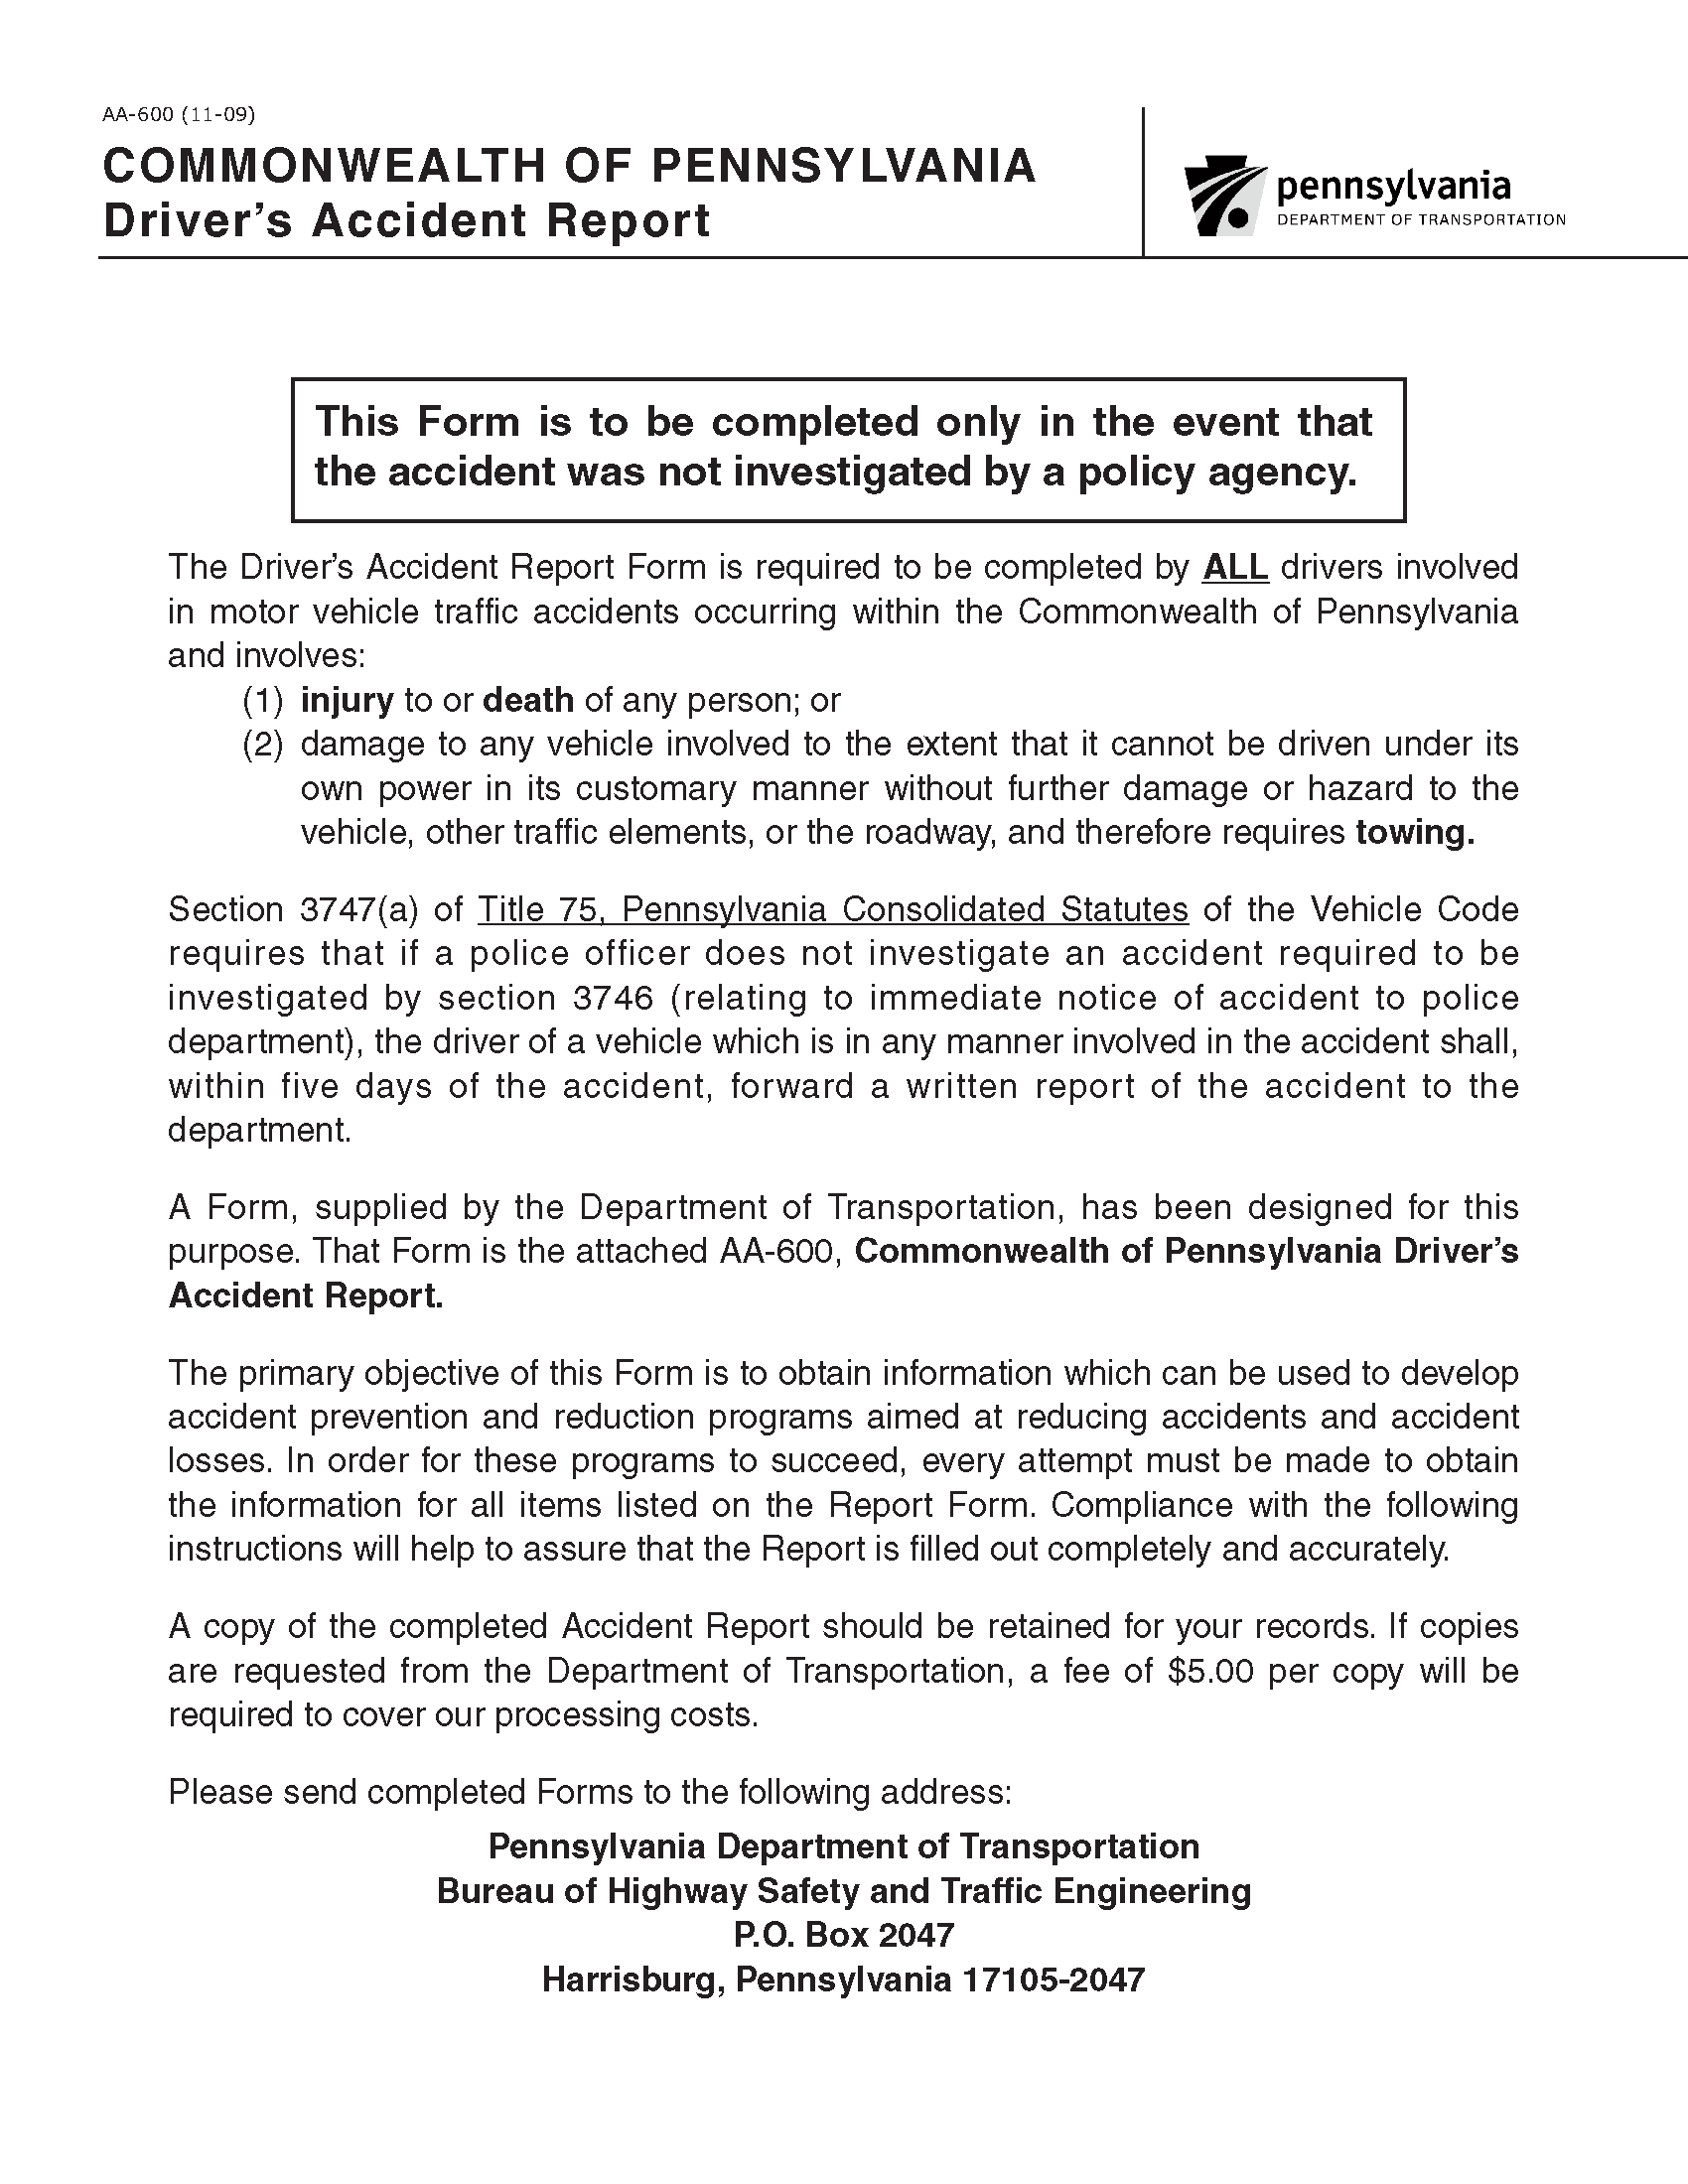 AA-600 (11-09)
COMMONWEALTH OF PENNSYLVANIA
Driver’s Accident Report
pennsylvania
DEPARTMENT OF TRANSPORTATION
This Form is to be completed only in the event that
the accident was not investigated by a policy agency.
The Driver’s Accident Report Form is required to be completed by ALL drivers involved
in motor vehicle traffic accidents occurring within the Commonwealth of Pennsylvania
and involves:
(1) injury to or death of any person; or
(2) damage to any vehicle involved to the extent that it cannot be driven under its
own power in its customary manner without further damage or hazard to the
vehicle, other traffic elements, or the roadway, and therefore requires towing.
Section 3747(a) of Title 75, Pennsylvania Consolidated Statutes of the Vehicle Code
requires that if a police officer does not investigate an accident required to be
investigated by section 3746 (relating to immediate notice of accident to police
department), the driver of a vehicle which is in any manner involved in the accident shall,
within five days of the accident, forward a written report of the accident to the
department.
A Form, supplied by the Department of Transportation, has been designed for this
purpose. That Form is the attached AA-600, Commonwealth of Pennsylvania Driver’s
Accident Report.
The primary objective of this Form is to obtain information which can be used to develop
accident prevention and reduction programs aimed at reducing accidents and accident
losses. In order for these programs to succeed, every attempt must be made to obtain
the information for all items listed on the Report Form. Compliance with the following
instructions will help to assure that the Report is filled out completely and accurately.
A copy of the completed Accident Report should be retained for your records. If copies
are requested from the Department of Transportation, a fee of $5.00 per copy will be
required to cover our processing costs.
Please send completed Forms to the following address:
Pennsylvania Department of Transportation
Bureau of Highway Safety and Traffic Engineering
P.O. Box 2047
Harrisburg, Pennsylvania 17105-2047